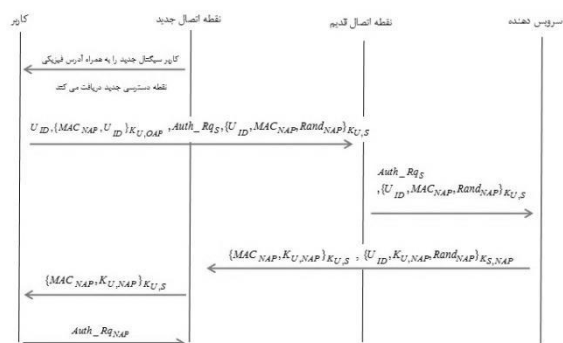 کاربر
نقطه اتصال جدید
نقطه اتصال قدیم
سرویس دهنده
کاربر سیگنال جدید را به همراه آدرس فیزیکی
نقطه دسترسی جدید دریافت می کند
U_ID,{MAC_NAP,U_ID}K_U,OAP,Auth_Rq_S,{U_ID,MAC_NAP,Rand_NAP}K_U,S
Auth_Rq_S
,{U_ID,MAC_NAP,Rand_NAP}K_U,S
{MAC_NAP,K_U,NAP}K_U,S , {U_ID,K_U,NAP,Rand_NAP}K_S,NAP
{MAC_NAP,K_U,NAP}K_U,S
Auth_Rq_NAP